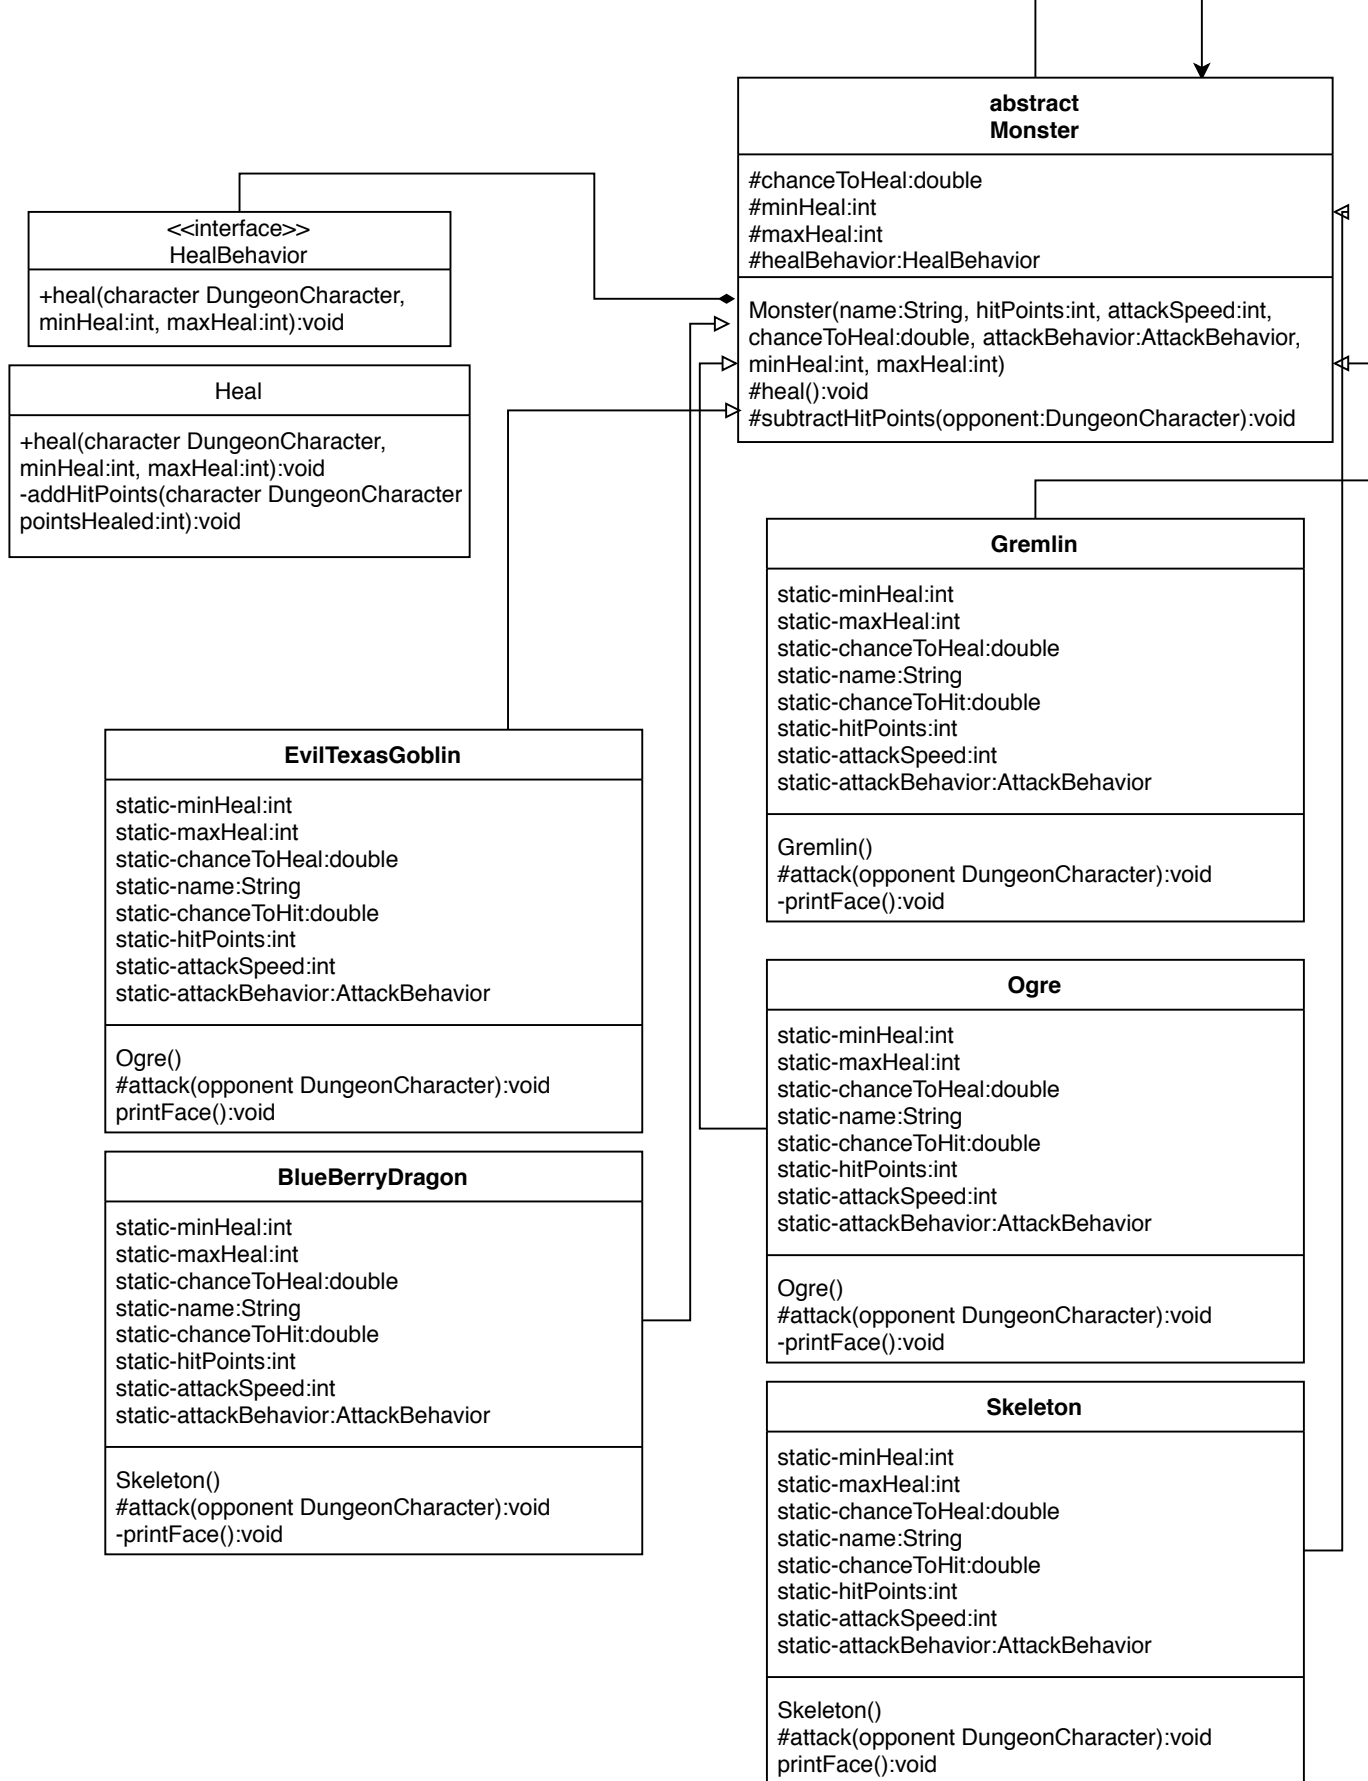 abstract
Monster
#chanceToHeal:double
#minHeal:int
#maxHeal:int
#healBehavior:HealBehavior
Monster(name:String, hitPoints:int, attackSpeed:int,
chanceToHeal:double, attackBehavior:AttackBehavior,
minHeal:int, maxHeal:int)
#heal():void
#subtractHitPoints(opponent:DungeonCharacter):void
<<interface>>
HealBehavior
+heal(character DungeonCharacter,
minHeal:int, maxHeal:int):void
Heal
+heal(character DungeonCharacter,
minHeal:int, maxHeal:int):void
-addHitPoints(character DungeonCharacter
pointsHealed:int):void
Gremlin
static-minHeal:int
static-maxHeal:int
static-chanceToHeal:double
static-name:String
static-chanceToHit:double
static-hitPoints:int
static-attackSpeed:int
static-attackBehavior:AttackBehavior
Gremlin()
#attack(opponent DungeonCharacter):void
-printFace():void
EvilTexasGoblin
static-minHeal:int
static-maxHeal:int
static-chanceToHeal:double
static-name:String
static-chanceToHit:double
static-hitPoints:int
static-attackSpeed:int
static-attackBehavior:AttackBehavior
Ogre()
#attack(opponent DungeonCharacter):void
printFace():void
Ogre
static-minHeal:int
static-maxHeal:int
static-chanceToHeal:double
static-name:String
static-chanceToHit:double
static-hitPoints:int
static-attackSpeed:int
static-attackBehavior:AttackBehavior
Ogre()
#attack(opponent DungeonCharacter):void
-printFace():void
BlueBerryDragon
static-minHeal:int
static-maxHeal:int
static-chanceToHeal:double
static-name:String
static-chanceToHit:double
static-hitPoints:int
static-attackSpeed:int
static-attackBehavior:AttackBehavior
Skeleton()
#attack(opponent DungeonCharacter):void
-printFace():void
Skeleton
static-minHeal:int
static-maxHeal:int
static-chanceToHeal:double
static-name:String
static-chanceToHit:double
static-hitPoints:int
static-attackSpeed:int
static-attackBehavior:AttackBehavior
Skeleton()
#attack(opponent DungeonCharacter):void
printFace():void